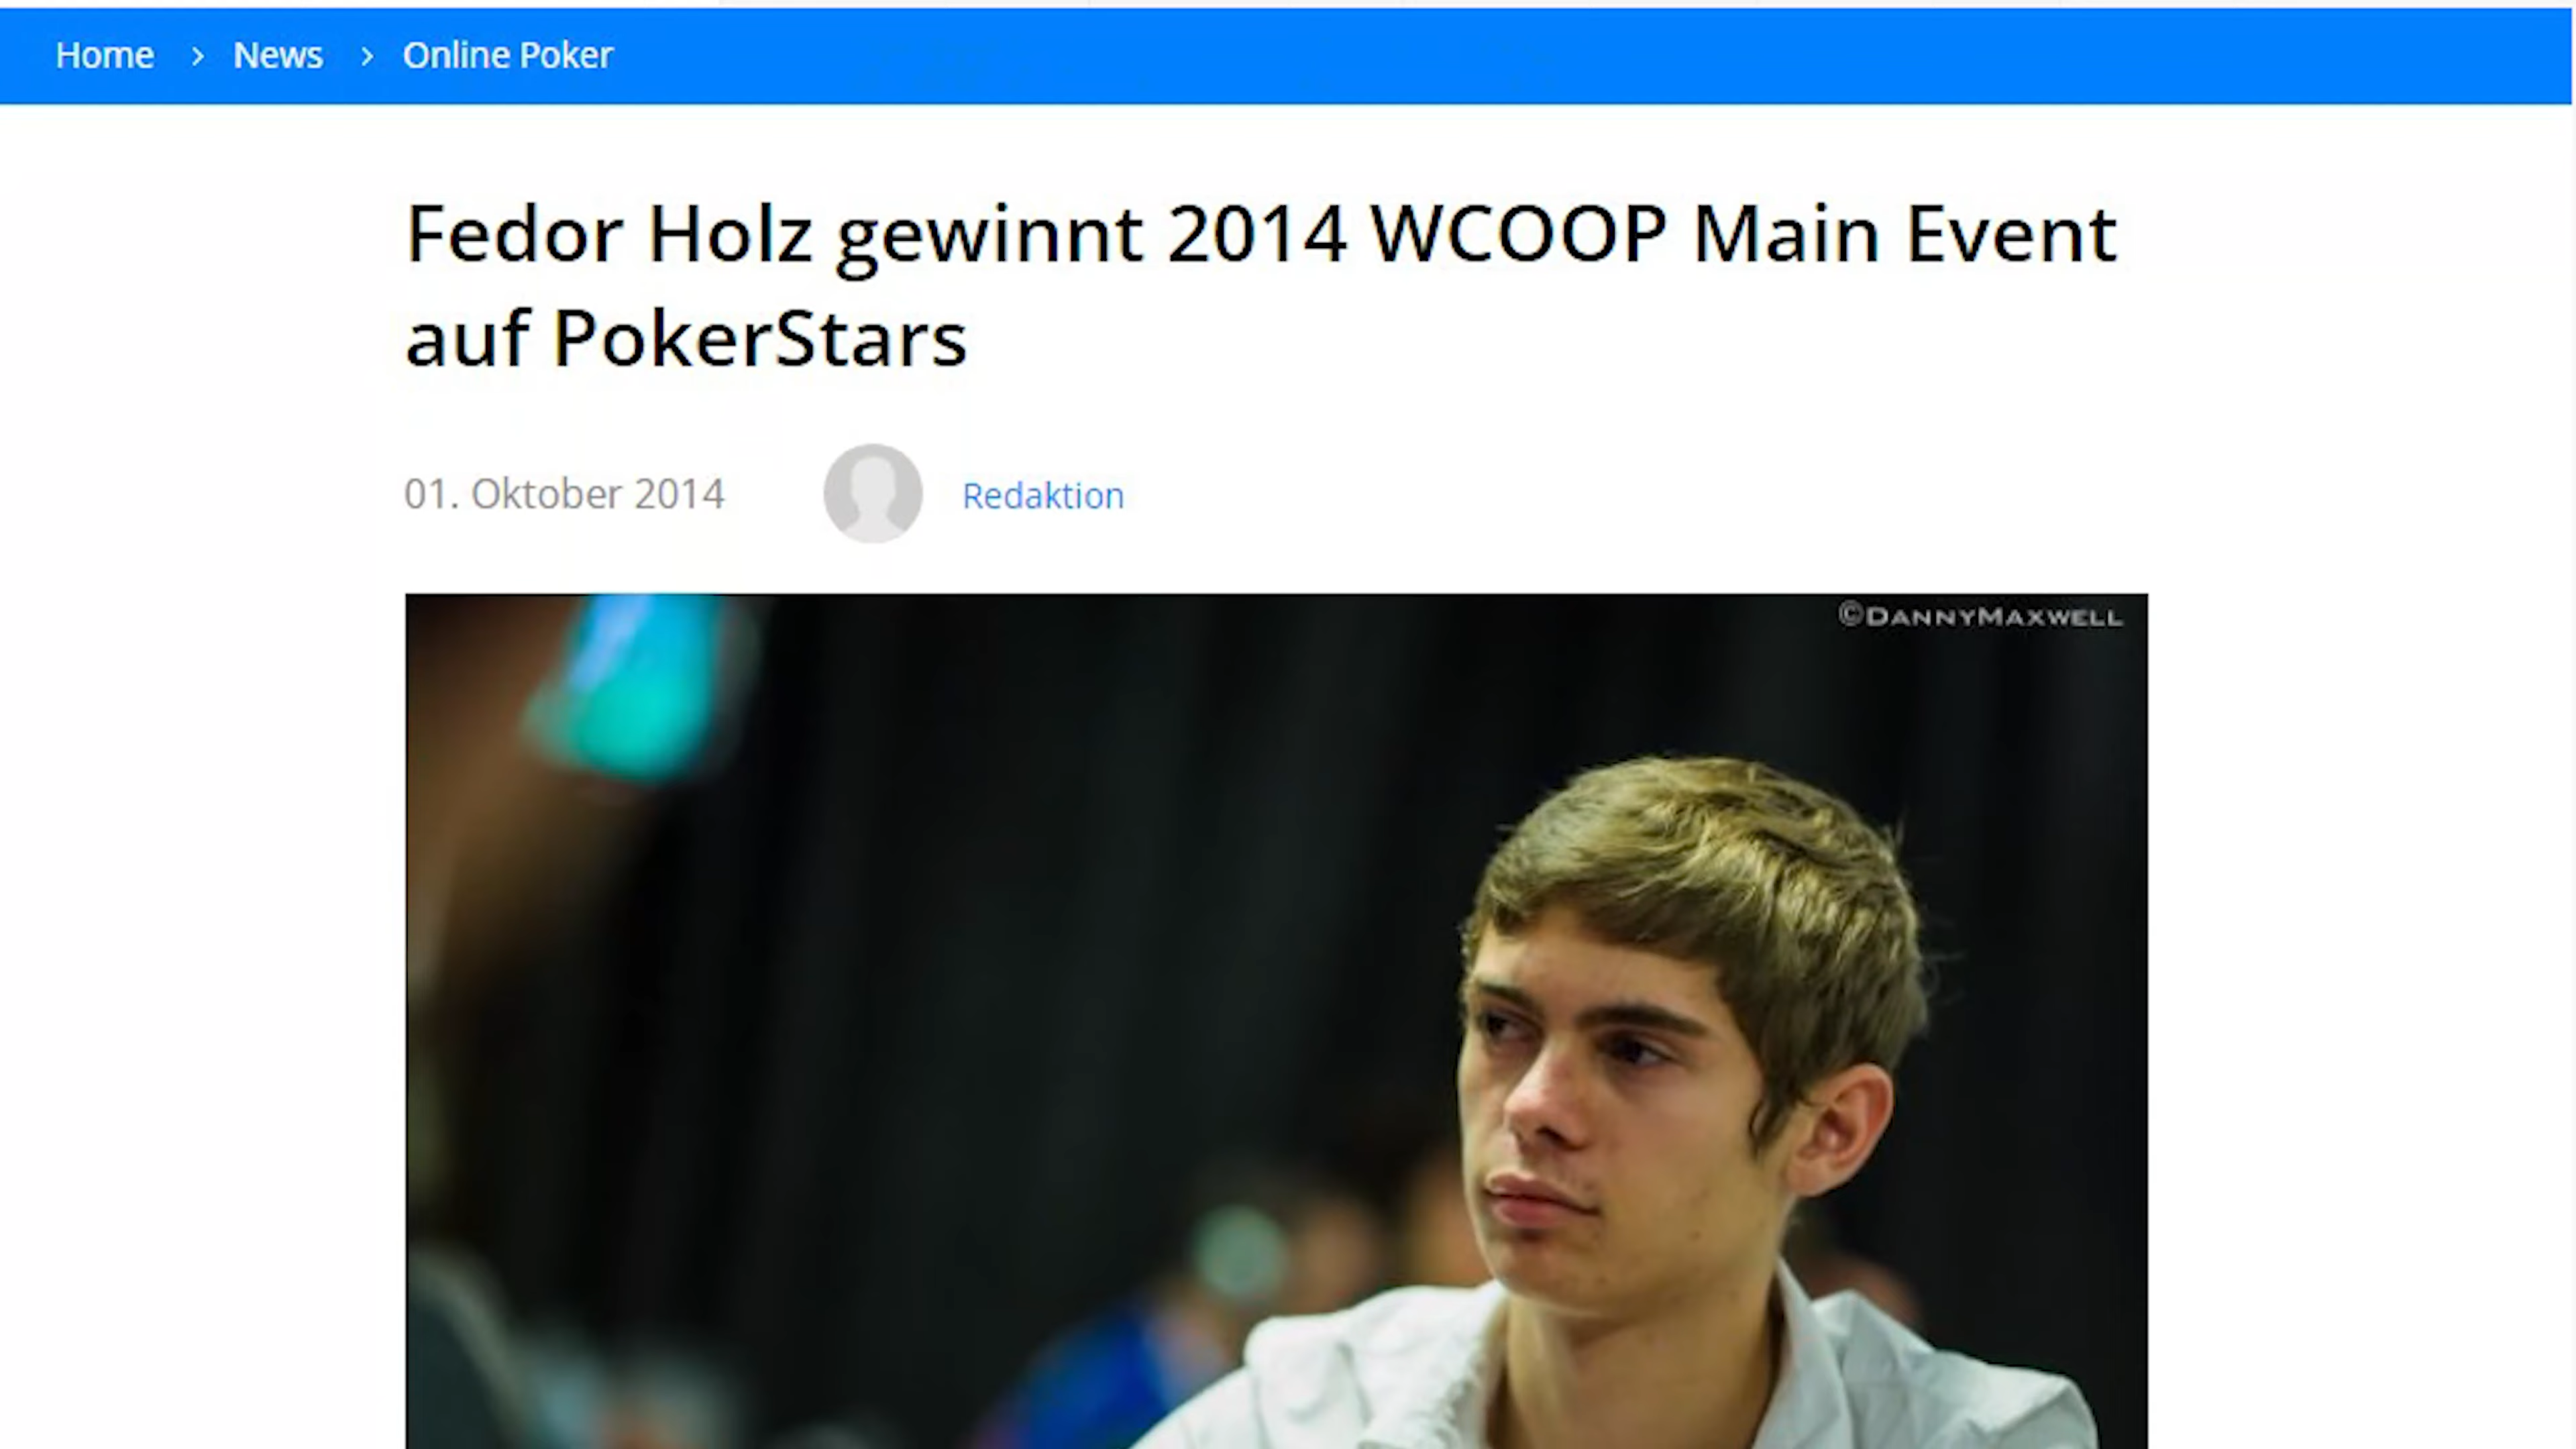 Home > News > Online Poker
Fedor Holz gewinnt 2014 WCOOP Main Event
auf PokerStars
01. Oktober 2014 Redaktion
©DANNYMAXWELL